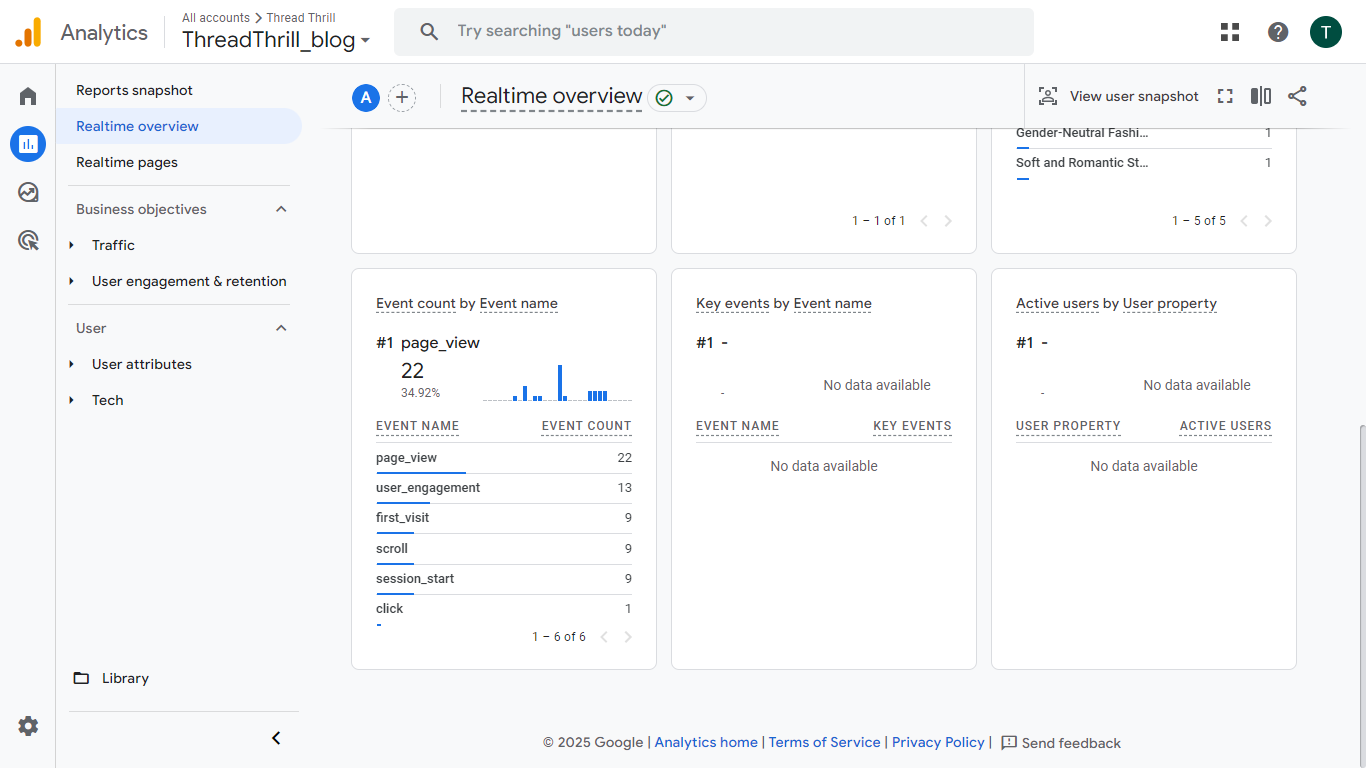 Analytics
All accounts > Thread Thrill
ThreadThrill_blog
Try searching "users today"
T
Reports snapshot
Realtime overview
Realtime pages
Business objectives
Traffic
User engagement & retention
User
User attributes
Tech
Library
A
Realtime overview
View user snapshot
1 – 1 of 1
Gender-Neutral Fashi... 1
Soft and Romantic St... 1
1 – 5 of 5
Event count by Event name
#1 page_view
22
34.92%
EVENT NAME EVENT COUNT
page_view 22
user_engagement 13
first_visit 9
scroll 9
session_start 9
click 1
1 – 6 of 6
Key events by Event name
#1 -
-
No data available
EVENT NAME KEY EVENTS
No data available
Active users by User property
#1 -
-
No data available
USER PROPERTY ACTIVE USERS
No data available
© 2025 Google | Analytics home | Terms of Service | Privacy Policy | Send feedback